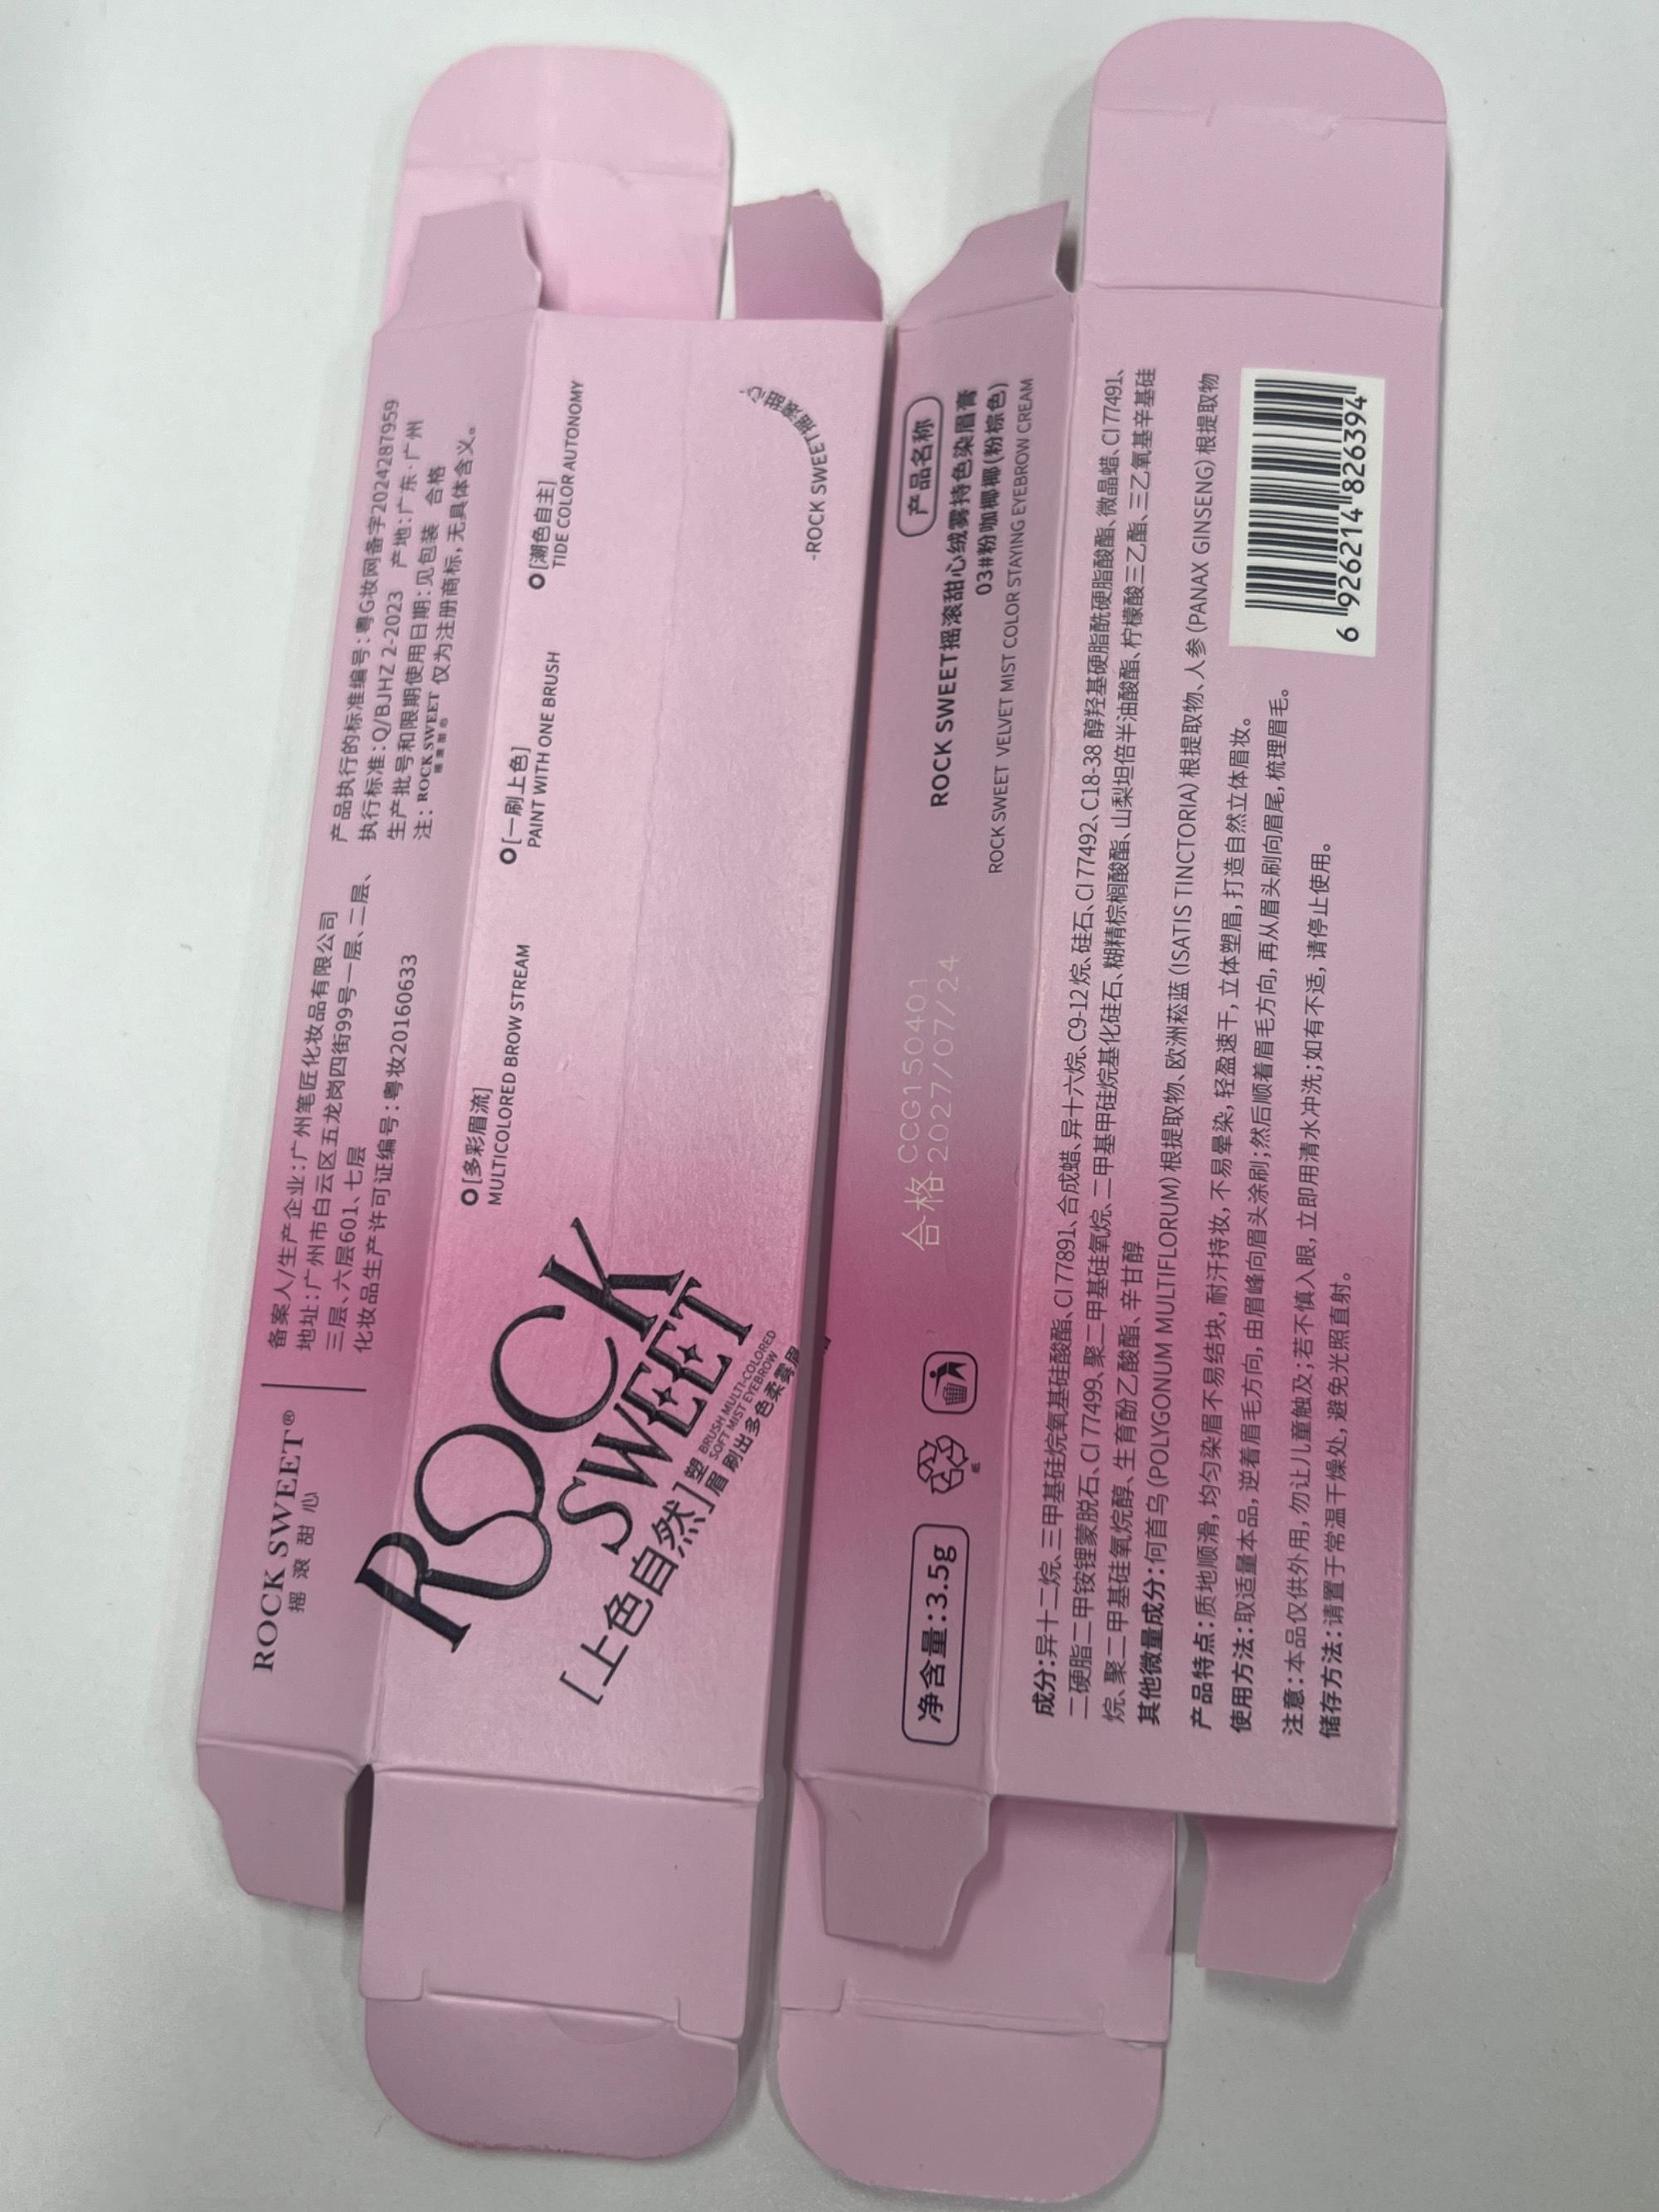 ROCK SWEET®
摇滚甜心
备案人/生产企业:广州笔匠化妆品有限公司
地址:广州市白云区五龙岗四街99号一层、二层、
三层、六层601、七层
化妆品生产许可证编号:粤妆20160633
产品执行的标准编号:粤G妆网备字2024287959
执行标准:Q/BJHZ 2-2023 产地:广东·广州
生产批号和限期使用日期:见包装 合格
注:ROCK SWEET 摇滚甜心 仅为注册商标,无具体含义。
ROCK
SWEET
[上色自然]
塑眉
BRUSH MULTI-COLORED
SOFT MIST EYEBROW
刷出多色柔雾眉
[多彩眉流]
MULTICOLORED BROW STREAM
[一刷上色]
PAINT WITH ONE BRUSH
[潮色自主]
TIDE COLOR AUTONOMY
-ROCK SWEET摇滚甜心-
产品名称
ROCK SWEET摇滚甜心绒雾持色染眉膏
03#粉咖椰椰(粉棕色)
ROCK SWEET VELVET MIST COLOR STAYING EYEBROW CREAM
合格 CCG150401
2027/07/24
净含量:3.5g
纸
成分:异十二烷、三甲基硅烷氧基硅酸酯、CI 77891、合成蜡、异十六烷、C9-12 烷、硅石、CI 77492、C18-38 醇羟基硬脂酰硬脂酸酯、微晶蜡、CI 77491、
二硬脂二甲铵锂蒙脱石、CI 77499、聚二甲基硅氧烷、二甲基甲硅烷基化硅石、糊精棕榈酸酯、山梨坦倍半油酸酯、柠檬酸三乙酯、三乙氧基辛基硅
烷、聚二甲基硅氧烷醇、生育酚乙酸酯、辛甘醇
其他微量成分:何首乌(POLYGONUM MULTIFLORUM)根提取物、欧洲菘蓝(ISATIS TINCTORIA)根提取物、人参(PANAX GINSENG)根提取物
产品特点:质地顺滑,均匀染眉不易结块,耐汗持妆,不易晕染,轻盈速干,立体塑眉,打造自然立体眉妆。
使用方法:取适量本品,逆着眉毛方向,由眉峰向眉头涂刷;然后顺着眉毛方向,再从眉头刷向眉尾,梳理眉毛。
注意:本品仅供外用,勿让儿童触及;若不慎入眼,立即用清水冲洗;如有不适,请停止使用。
储存方法:请置于常温干燥处,避免光照直射。
6 926214 826394